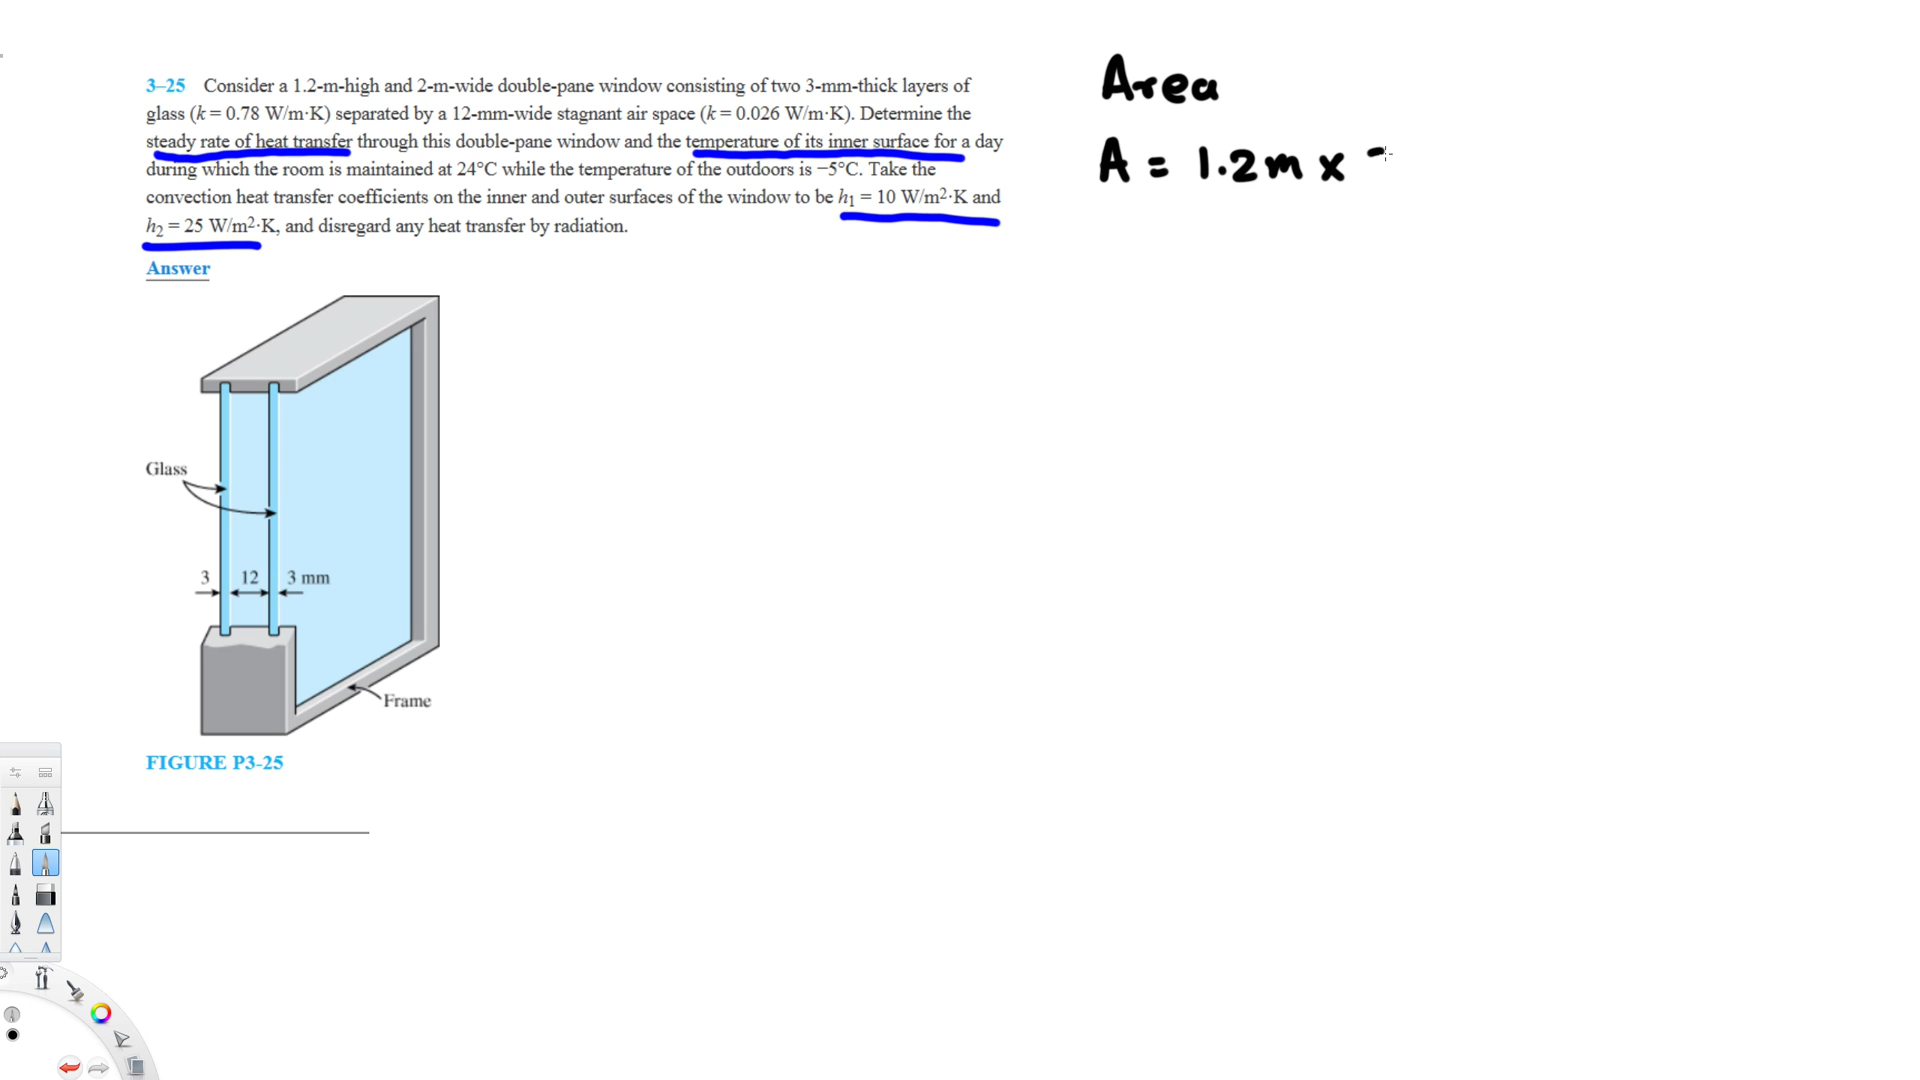 3–25 Consider a 1.2-m-high and 2-m-wide double-pane window consisting of two 3-mm-thick layers of
glass (k = 0.78 W/m·K) separated by a 12-mm-wide stagnant air space (k = 0.026 W/m·K). Determine the
steady rate of heat transfer through this double-pane window and the temperature of its inner surface for a day
during which the room is maintained at 24°C while the temperature of the outdoors is −5°C. Take the
convection heat transfer coefficients on the inner and outer surfaces of the window to be h1 = 10 W/m2·K and
h2 = 25 W/m2·K, and disregard any heat transfer by radiation.
Answer
Glass
3 12 3 mm
Frame
FIGURE P3-25
Area
A = 1.2m x